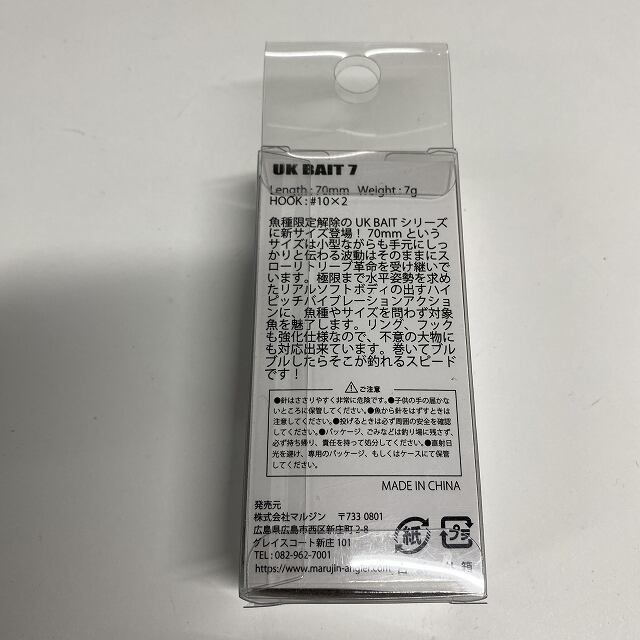 UK BAIT 7
Length : 70mm Weight : 7g
HOOK : #10×2
魚種限定解除の UK BAIT シリーズ
に新サイズ登場！ 70mm という
サイズは小型ながらも手元にしっ
かりと伝わる波動はそのままにス
ローリトリーブ革命を受け継いで
います。極限まで水平姿勢を求め
たリアルソフトボディの出すハイ
ピッチバイブレーションアクショ
ンに、魚種やサイズを問わず対象
魚を魅了します。リング、フック
も強化仕様なので、不意の大物に
も対応出来ています。巻いてブル
ブルしたらそこが釣れるスピード
です！
ご注意
●針はささりやすく非常に危険です。●子供の手の届かな
いところに保管してください。●魚から針をはずすときは
注意してください。●投げるときは必ず周囲の安全を確認
してください。●パッケージ、ごみなどは釣り場に残さず、
必ず持ち帰り、責任を持って処分してください。●直射日
光を避け、専用のパッケージ、もしくはケースにて保管
してください。
MADE IN CHINA
発売元
株式会社マルジン 〒733 0801
広島県広島市西区新庄町 2-8
グレイスコート新庄 101
TEL : 082-962-7001
https://www.marujin-angler.com
紙 プラ
箱